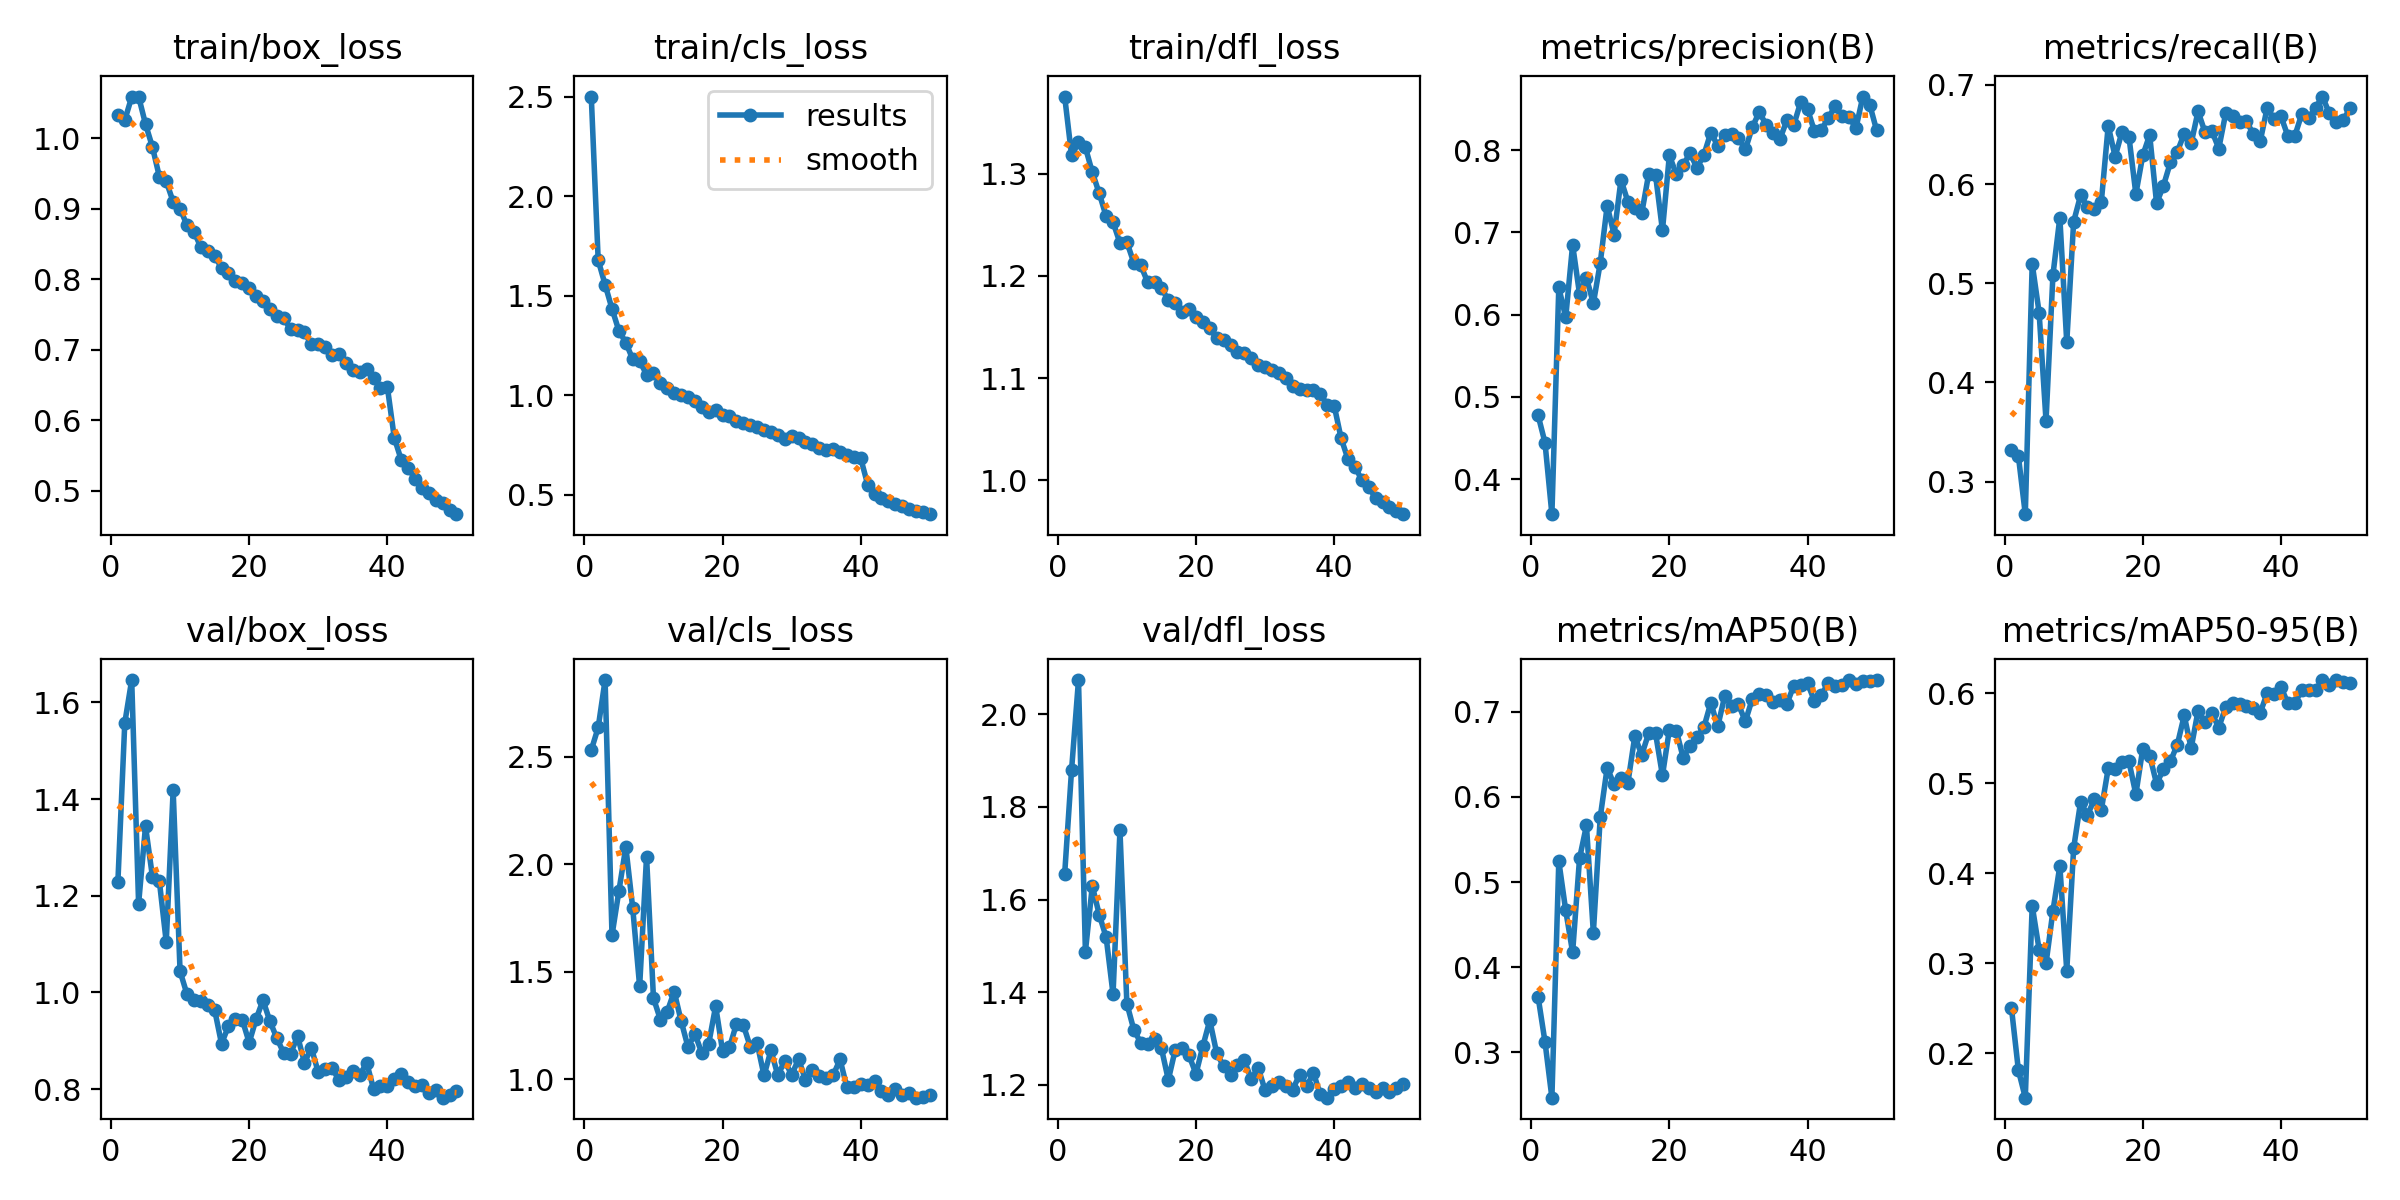 train/box_loss
1.0
0.9
0.8
0.7
0.6
0.5
0 20 40
train/cls_loss
results
smooth
2.5
2.0
1.5
1.0
0.5
0 20 40
train/dfl_loss
1.3
1.2
1.1
1.0
0 20 40
metrics/precision(B)
0.8
0.7
0.6
0.5
0.4
0 20 40
metrics/recall(B)
0.7
0.6
0.5
0.4
0.3
0 20 40
val/box_loss
1.6
1.4
1.2
1.0
0.8
0 20 40
val/cls_loss
2.5
2.0
1.5
1.0
0 20 40
val/dfl_loss
2.0
1.8
1.6
1.4
1.2
0 20 40
metrics/mAP50(B)
0.7
0.6
0.5
0.4
0.3
0 20 40
metrics/mAP50-95(B)
0.6
0.5
0.4
0.3
0.2
0 20 40